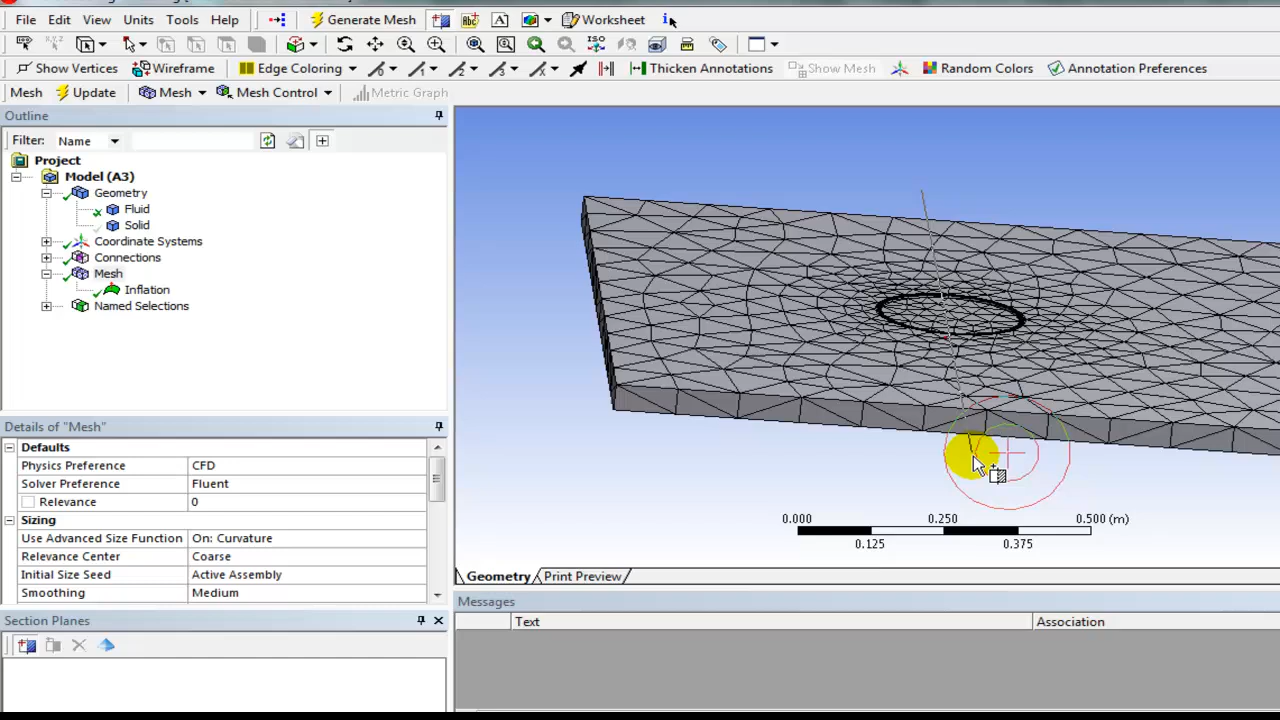 File Edit View Units Tools Help Generate Mesh Abc A Worksheet i
ISO
Show Vertices Wireframe Edge Coloring Thicken Annotations Show Mesh Random Colors Annotation Preferences
Mesh Update Mesh Mesh Control Metric Graph
Outline
Filter: Name
Project
Model (A3)
Geometry
Fluid
Solid
Coordinate Systems
Connections
Mesh
Inflation
Named Selections
Details of "Mesh"
Defaults
Physics Preference CFD
Solver Preference Fluent
Relevance 0
Sizing
Use Advanced Size Function On: Curvature
Relevance Center Coarse
Initial Size Seed Active Assembly
Smoothing Medium
Section Planes
0.000 0.250 0.500 (m)
0.125 0.375
Geometry Print Preview
Messages
Text Association